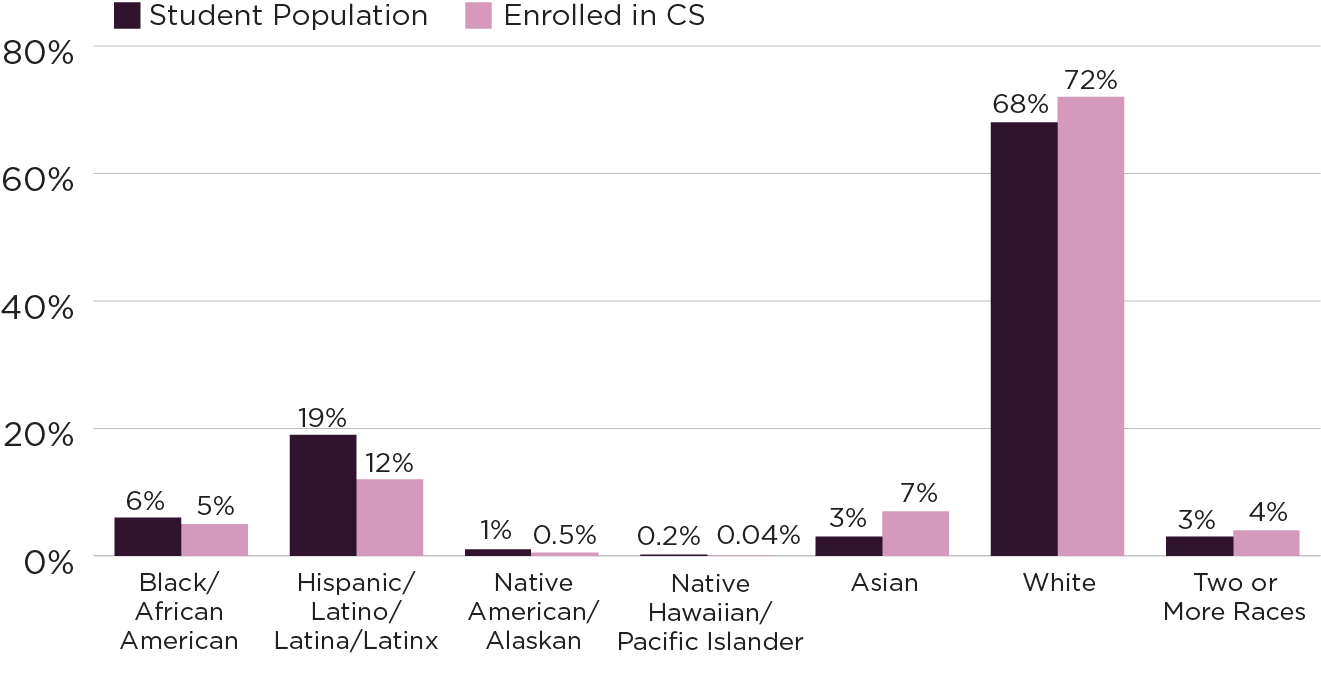 Student Population
Enrolled in CS
80%
60%
40%
20%
0%
6%
5%
19%
12%
1%
0.5%
0.2%
0.04%
3%
7%
68%
72%
3%
4%
Black/
African
American
Hispanic/
Latino/
Latina/Latinx
Native
American/
Alaskan
Native
Hawaiian/
Pacific Islander
Asian
White
Two or
More Races